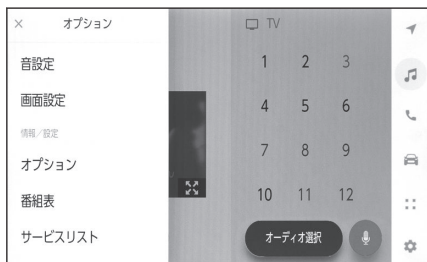 × オプション
音設定
画面設定
情報／設定
オプション
番組表
サービスリスト
TV
1 2 3
4 5 6
7 8 9
10 11 12
オーディオ選択